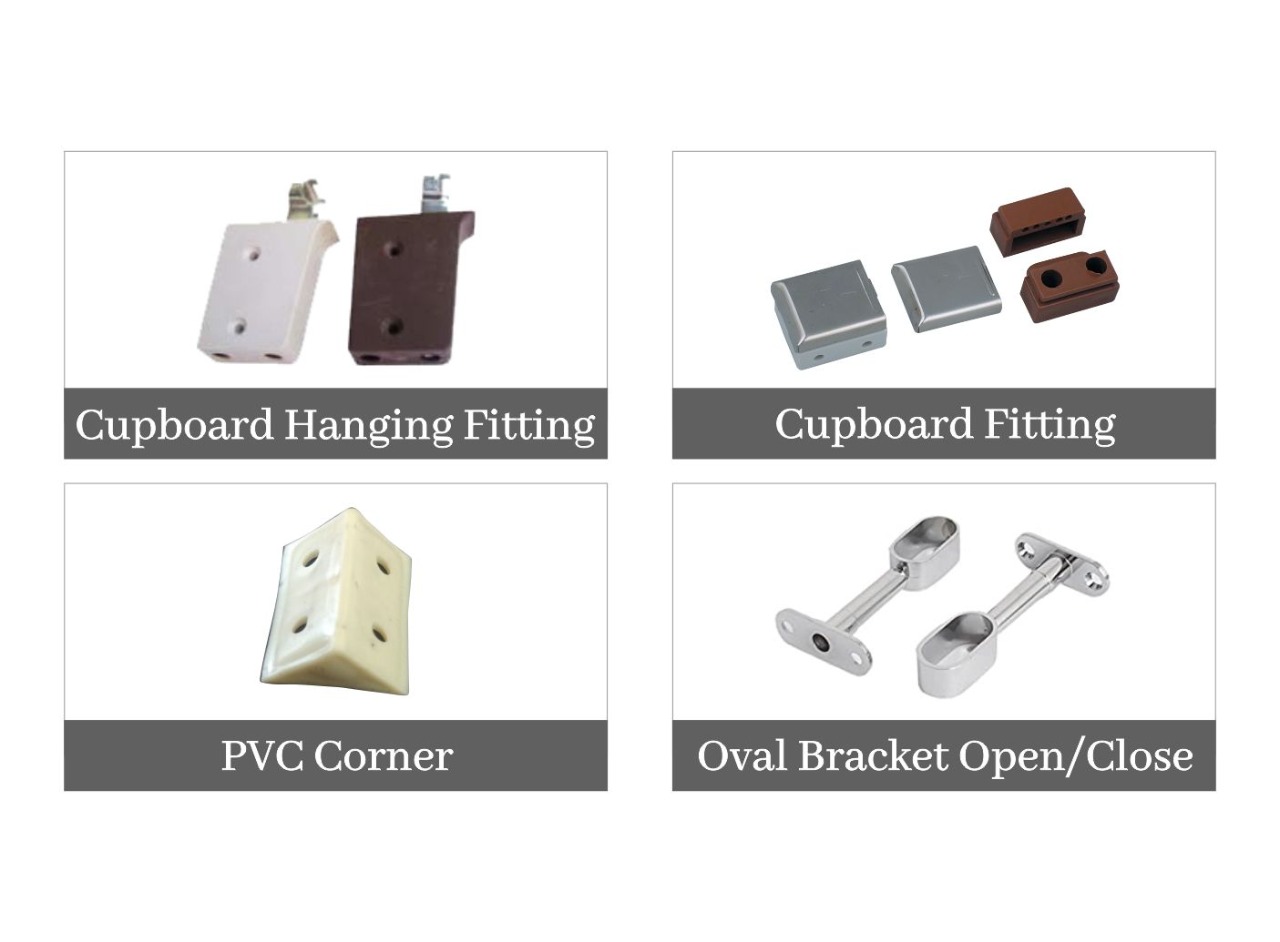 Cupboard Hanging Fitting
Cupboard Fitting
PVC Corner
Oval Bracket Open/Close